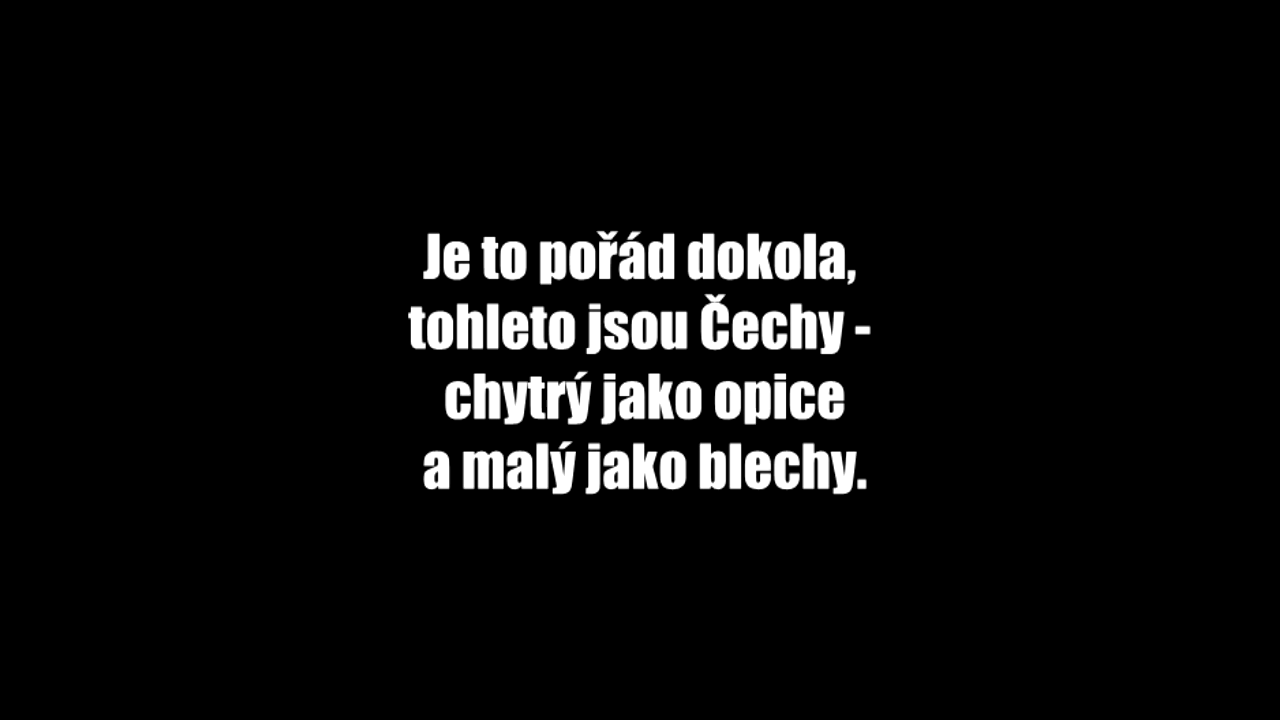 Je to pořád dokola,
tohleto jsou Čechy -
chytrý jako opice
a malý jako blechy.